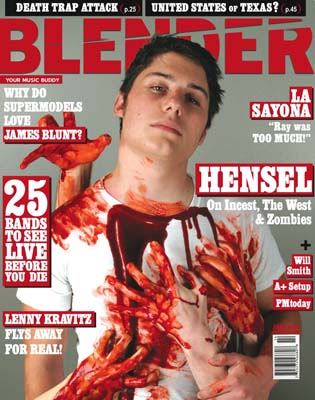 DEATH TRAP ATTACK p.25
UNITED STATES OF TEXAS? p.45
BLENDER
YOUR MUSIC BUDDY
WHY DO
SUPERMODELS
LOVE
JAMES BLUNT?
LA
SAYONA
"Ray was
TOO MUCH!"
HENSEL
On Incest, The West
& Zombies
25
BANDS
TO SEE
LIVE
BEFORE
YOU DIE
+
Will
Smith
A+ Setup
PMtoday
LENNY KRAVITZ
FLYS AWAY
FOR REAL!